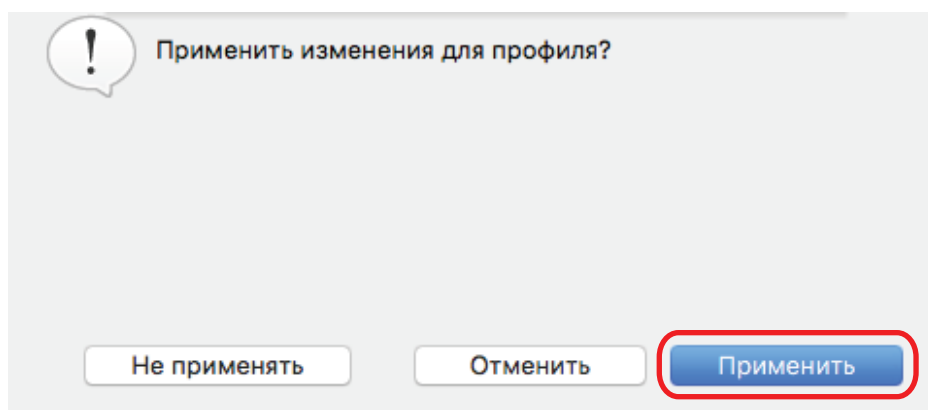 Применить изменения для профиля?
Не применять
Отменить
Применить